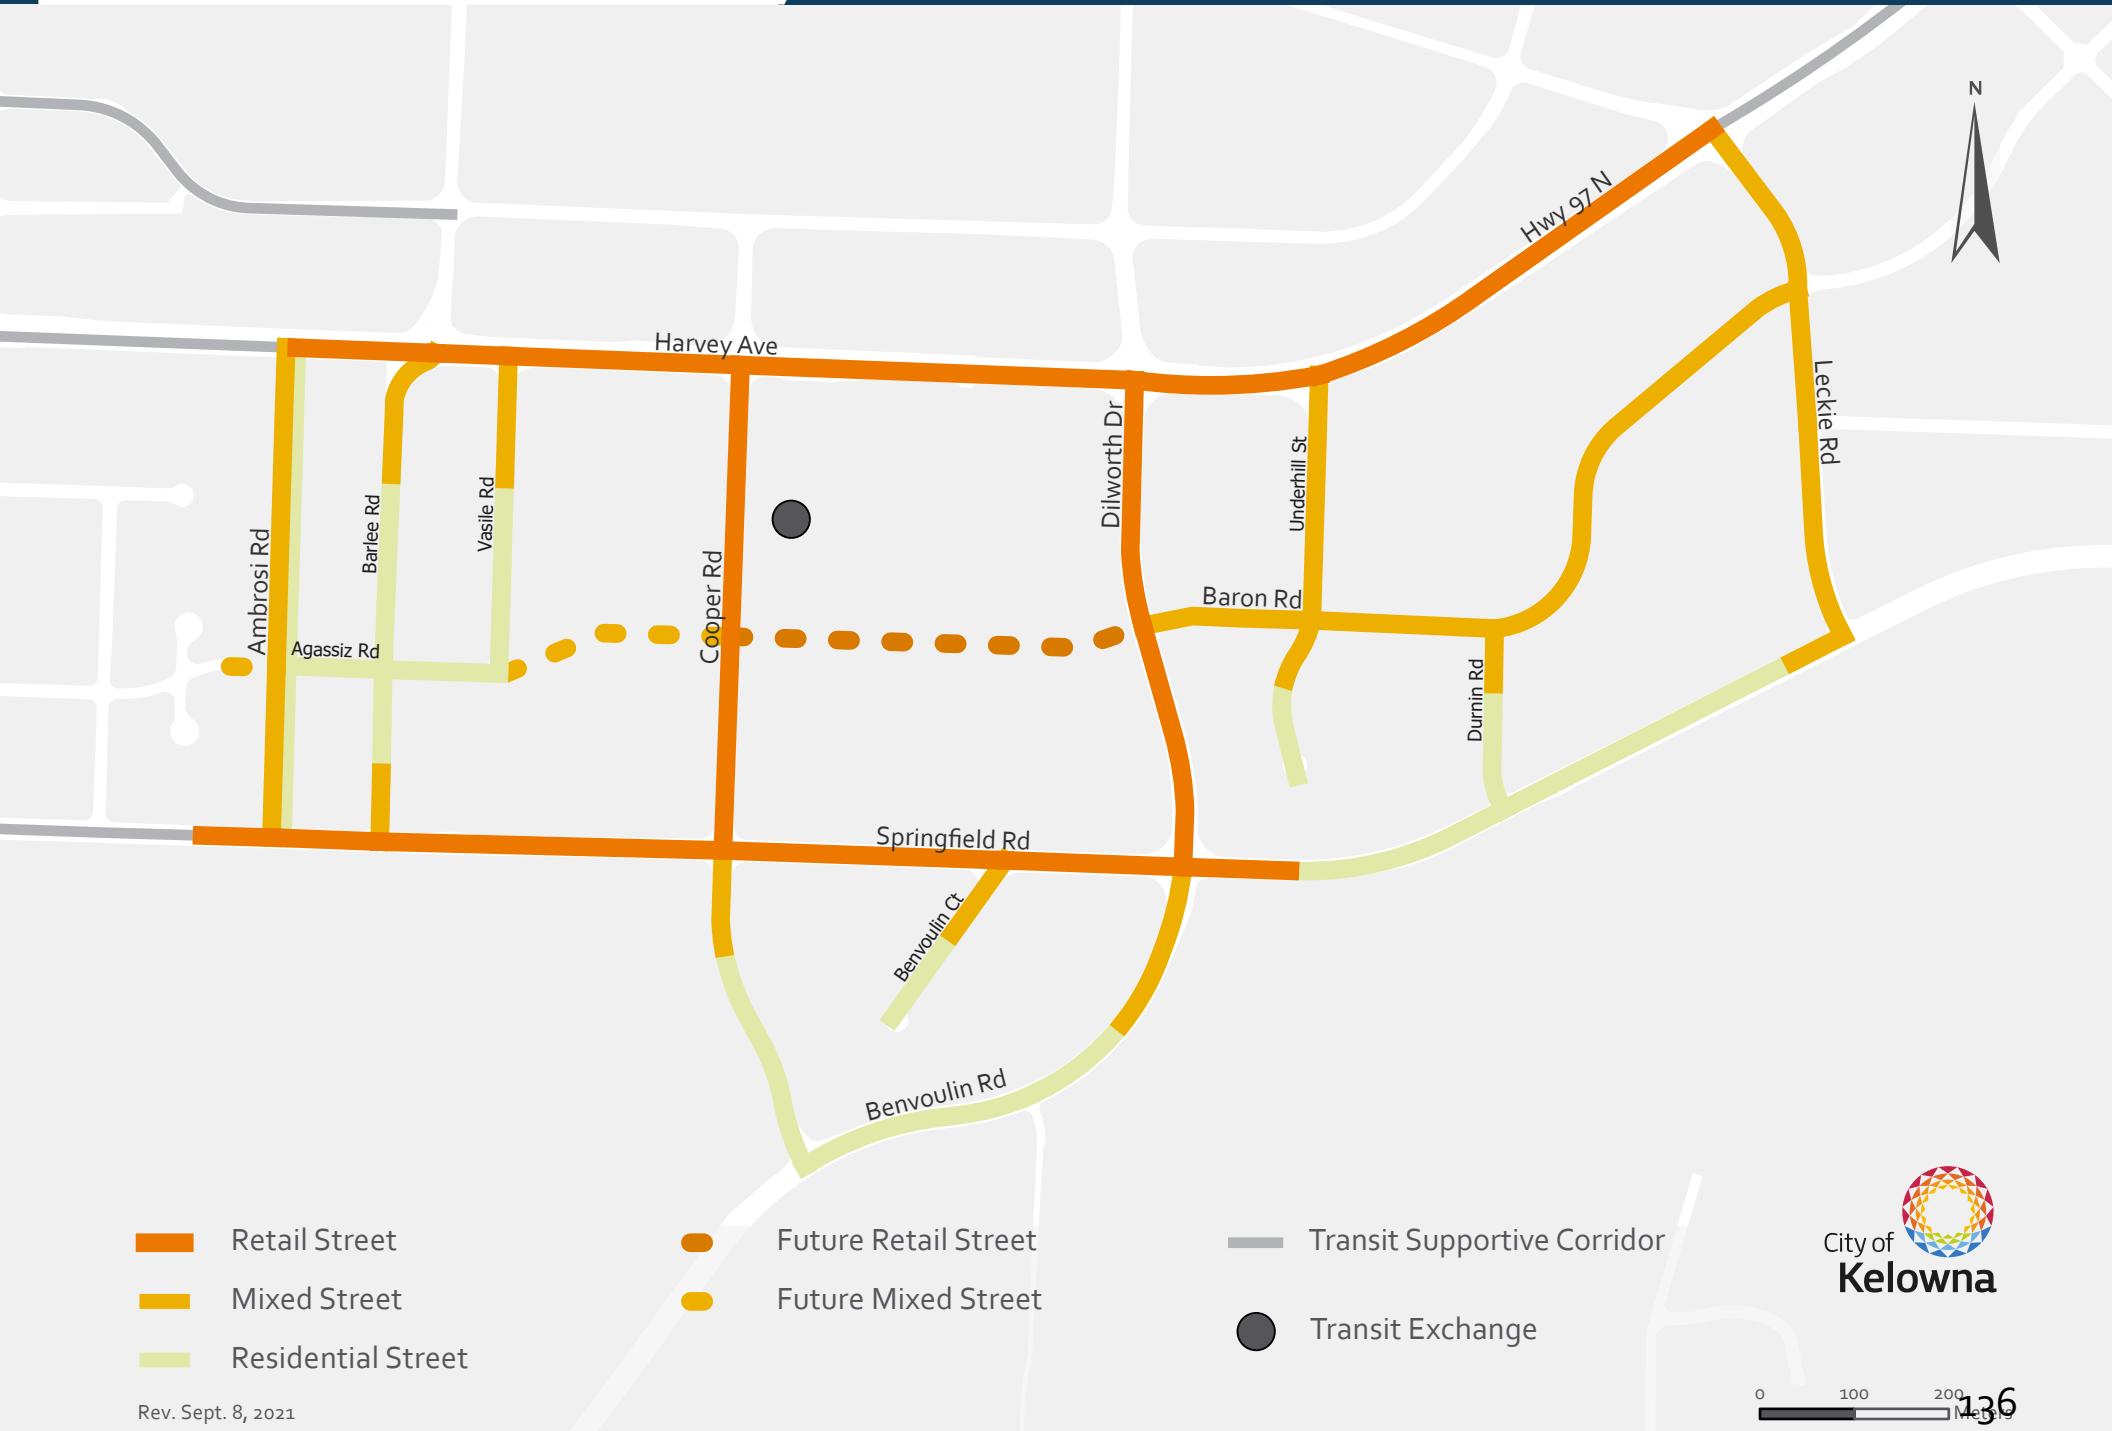 N
Hwy 97 N
Harvey Ave
Leckie Rd
Dilworth Dr
Underhill St
Barlee Rd
Vasile Rd
Ambrosi Rd
Cooper Rd
Baron Rd
Agassiz Rd
Durnin Rd
Springfield Rd
Benvoulin Ct
Benvoulin Rd
Retail Street
Mixed Street
Residential Street
Future Retail Street
Future Mixed Street
Transit Supportive Corridor
Transit Exchange
City of
Kelowna
Rev. Sept. 8, 2021
0 100 200
Meters
136